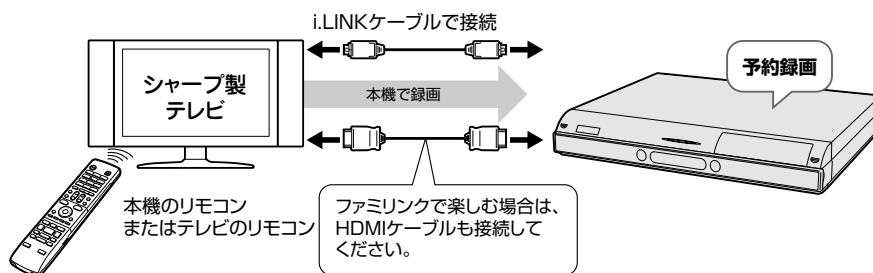 i.LINKケーブルで接続
予約録画
シャープ製
テレビ
本機で録画
本機のリモコン
またはテレビのリモコン
ファミリンクで楽しむ場合は、
HDMIケーブルも接続して
ください。